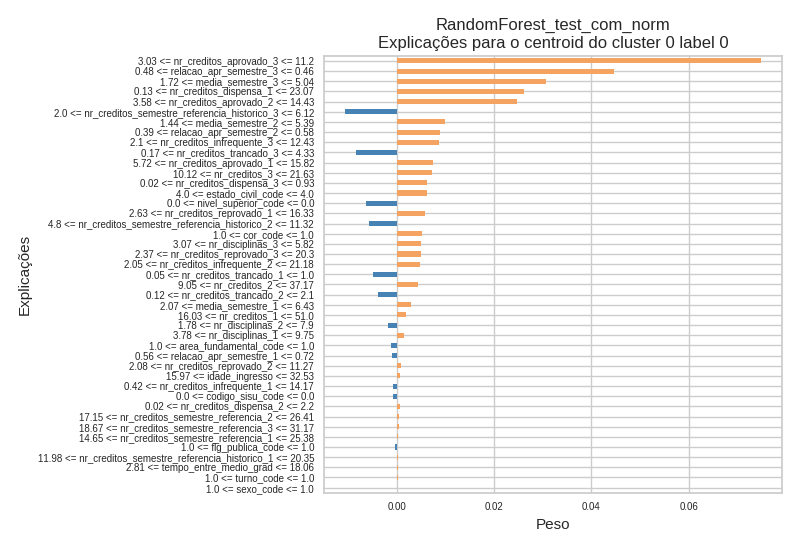 RandomForest_test_com_norm
Explicações para o centroid do cluster 0 label 0
3.03 <= nr_creditos_aprovado_3 <= 11.2
0.48 <= relacao_apr_semestre_3 <= 0.46
1.72 <= media_semestre_3 <= 5.04
0.13 <= nr_creditos_dispensa_1 <= 23.07
3.58 <= nr_creditos_aprovado_2 <= 14.43
2.0 <= nr_creditos_semestre_referencia_historico_3 <= 6.12
1.44 <= media_semestre_2 <= 5.39
0.39 <= relacao_apr_semestre_2 <= 0.58
2.1 <= nr_creditos_infrequente_3 <= 12.43
0.17 <= nr_creditos_trancado_3 <= 4.33
5.72 <= nr_creditos_aprovado_1 <= 15.82
10.12 <= nr_creditos_3 <= 21.63
0.02 <= nr_creditos_dispensa_3 <= 0.93
4.0 <= estado_civil_code <= 4.0
0.0 <= nivel_superior_code <= 0.0
2.63 <= nr_creditos_reprovado_1 <= 16.33
4.8 <= nr_creditos_semestre_referencia_historico_2 <= 11.32
1.0 <= cor_code <= 1.0
3.07 <= nr_disciplinas_3 <= 5.82
2.37 <= nr_creditos_reprovado_3 <= 20.3
2.05 <= nr_creditos_infrequente_2 <= 21.18
0.05 <= nr_creditos_trancado_1 <= 1.0
9.05 <= nr_creditos_2 <= 37.17
0.12 <= nr_creditos_trancado_2 <= 2.1
2.07 <= media_semestre_1 <= 6.43
16.03 <= nr_creditos_1 <= 51.0
1.78 <= nr_disciplinas_2 <= 7.9
3.78 <= nr_disciplinas_1 <= 9.75
1.0 <= area_fundamental_code <= 1.0
0.56 <= relacao_apr_semestre_1 <= 0.72
2.08 <= nr_creditos_reprovado_2 <= 11.27
15.97 <= idade_ingresso <= 32.53
0.42 <= nr_creditos_infrequente_1 <= 14.17
0.0 <= codigo_sisu_code <= 0.0
0.02 <= nr_creditos_dispensa_2 <= 2.2
17.15 <= nr_creditos_semestre_referencia_2 <= 26.41
18.67 <= nr_creditos_semestre_referencia_3 <= 31.17
14.65 <= nr_creditos_semestre_referencia_1 <= 25.38
1.0 <= flg_publica_code <= 1.0
11.98 <= nr_creditos_semestre_referencia_historico_1 <= 20.35
2.81 <= tempo_entre_medio_grad <= 18.06
1.0 <= turno_code <= 1.0
1.0 <= sexo_code <= 1.0
Explicações
0.00 0.02 0.04 0.06
Peso